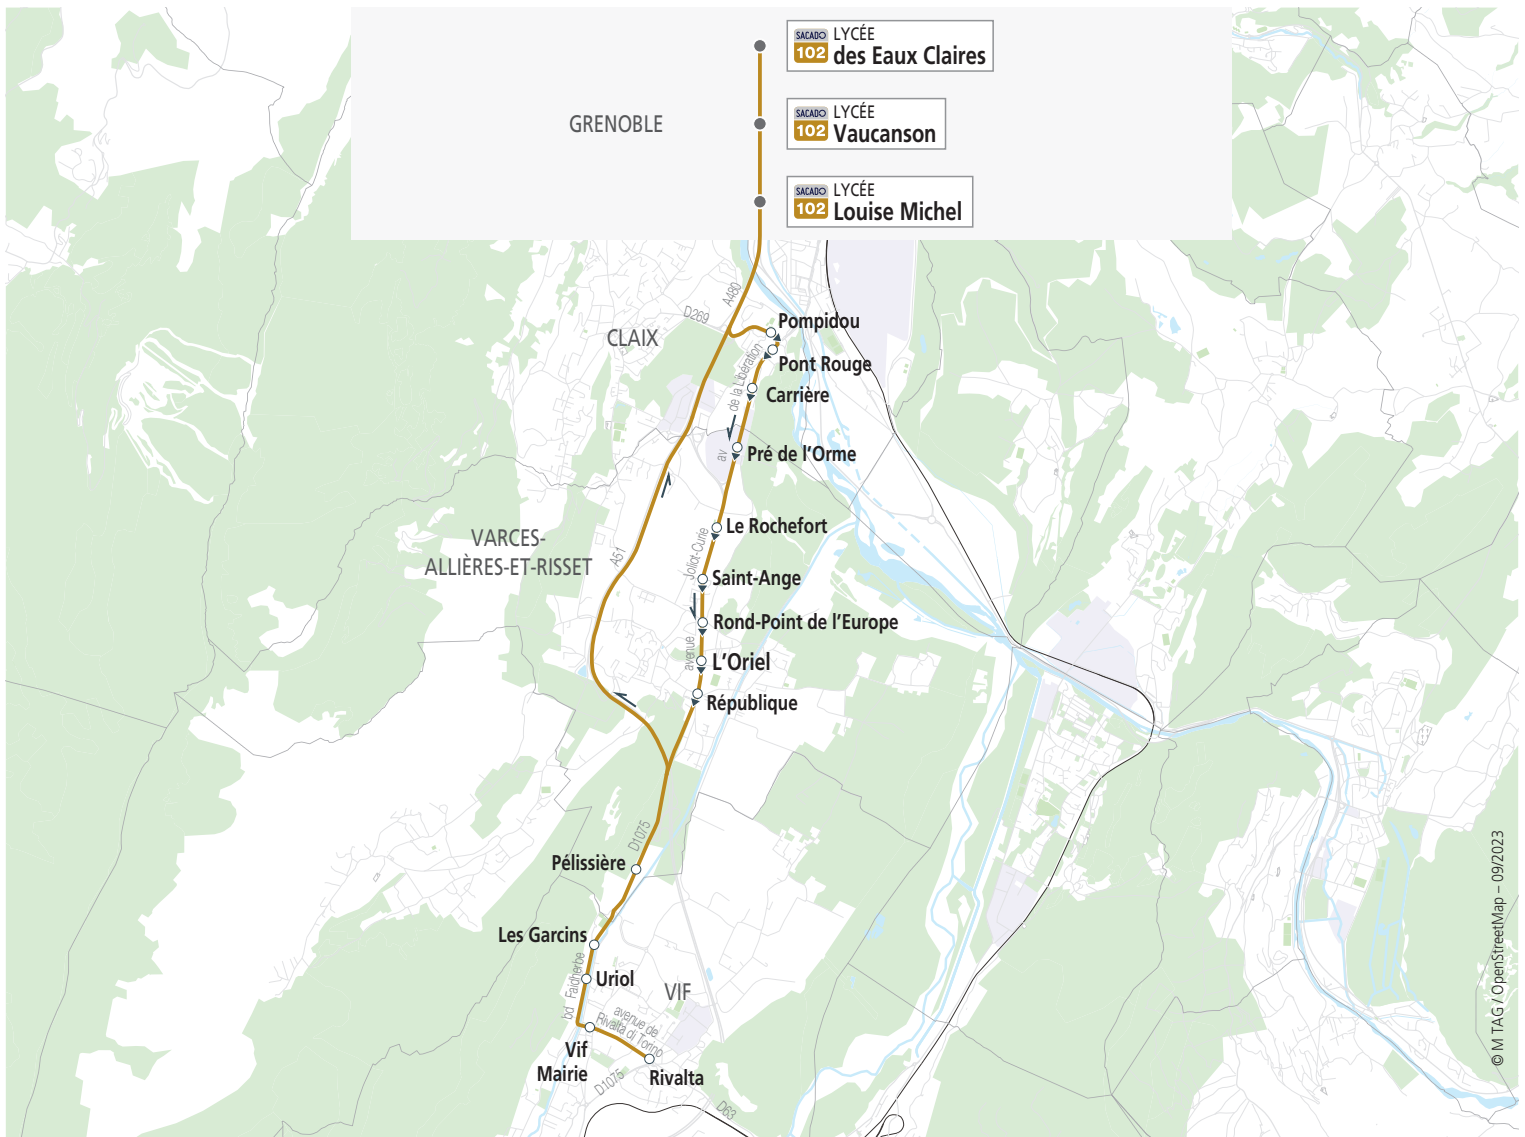 SACADO
102
LYCÉE
des Eaux Claires
GRENOBLE
SACADO
102
LYCÉE
Vaucanson
SACADO
102
LYCÉE
Louise Michel
A480
D269
Pompidou
CLAIX
Pont Rouge
Carrière
av
de la Libération
Pré de l'Orme
Le Rochefort
VARCES-
ALLIÈRES-ET-RISSET
A51
Saint-Ange
Rond-Point de l'Europe
avenue
Joliot-Curie
L'Oriel
République
D1075
Pélissière
Les Garcins
bd Faidherbe
Uriol
VIF
avenue de
Rivalta di Torino
Vif
Mairie
D1075
Rivalta
D63
© M TAG / OpenStreetMap – 09/2023